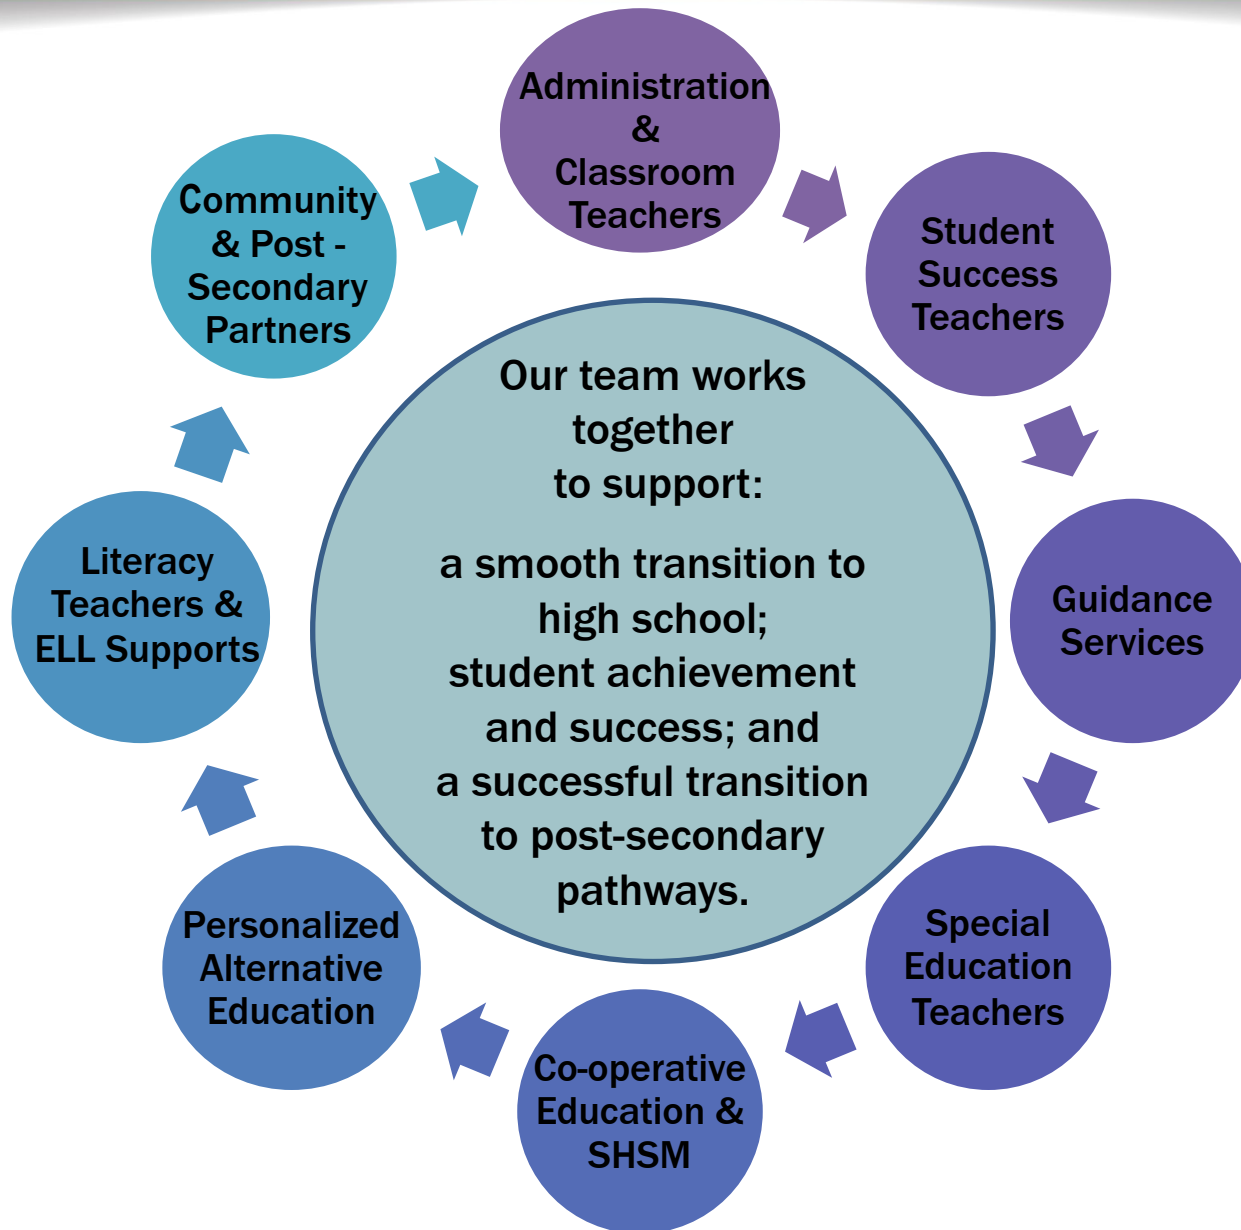 Administration
&
Classroom
Teachers
Student
Success
Teachers
Guidance
Services
Special
Education
Teachers
Co-operative
Education &
SHSM
Personalized
Alternative
Education
Literacy
Teachers &
ELL Supports
Community
& Post -
Secondary
Partners
Our team works
together
to support:
a smooth transition to
high school;
student achievement
and success; and
a successful transition
to post-secondary
pathways.